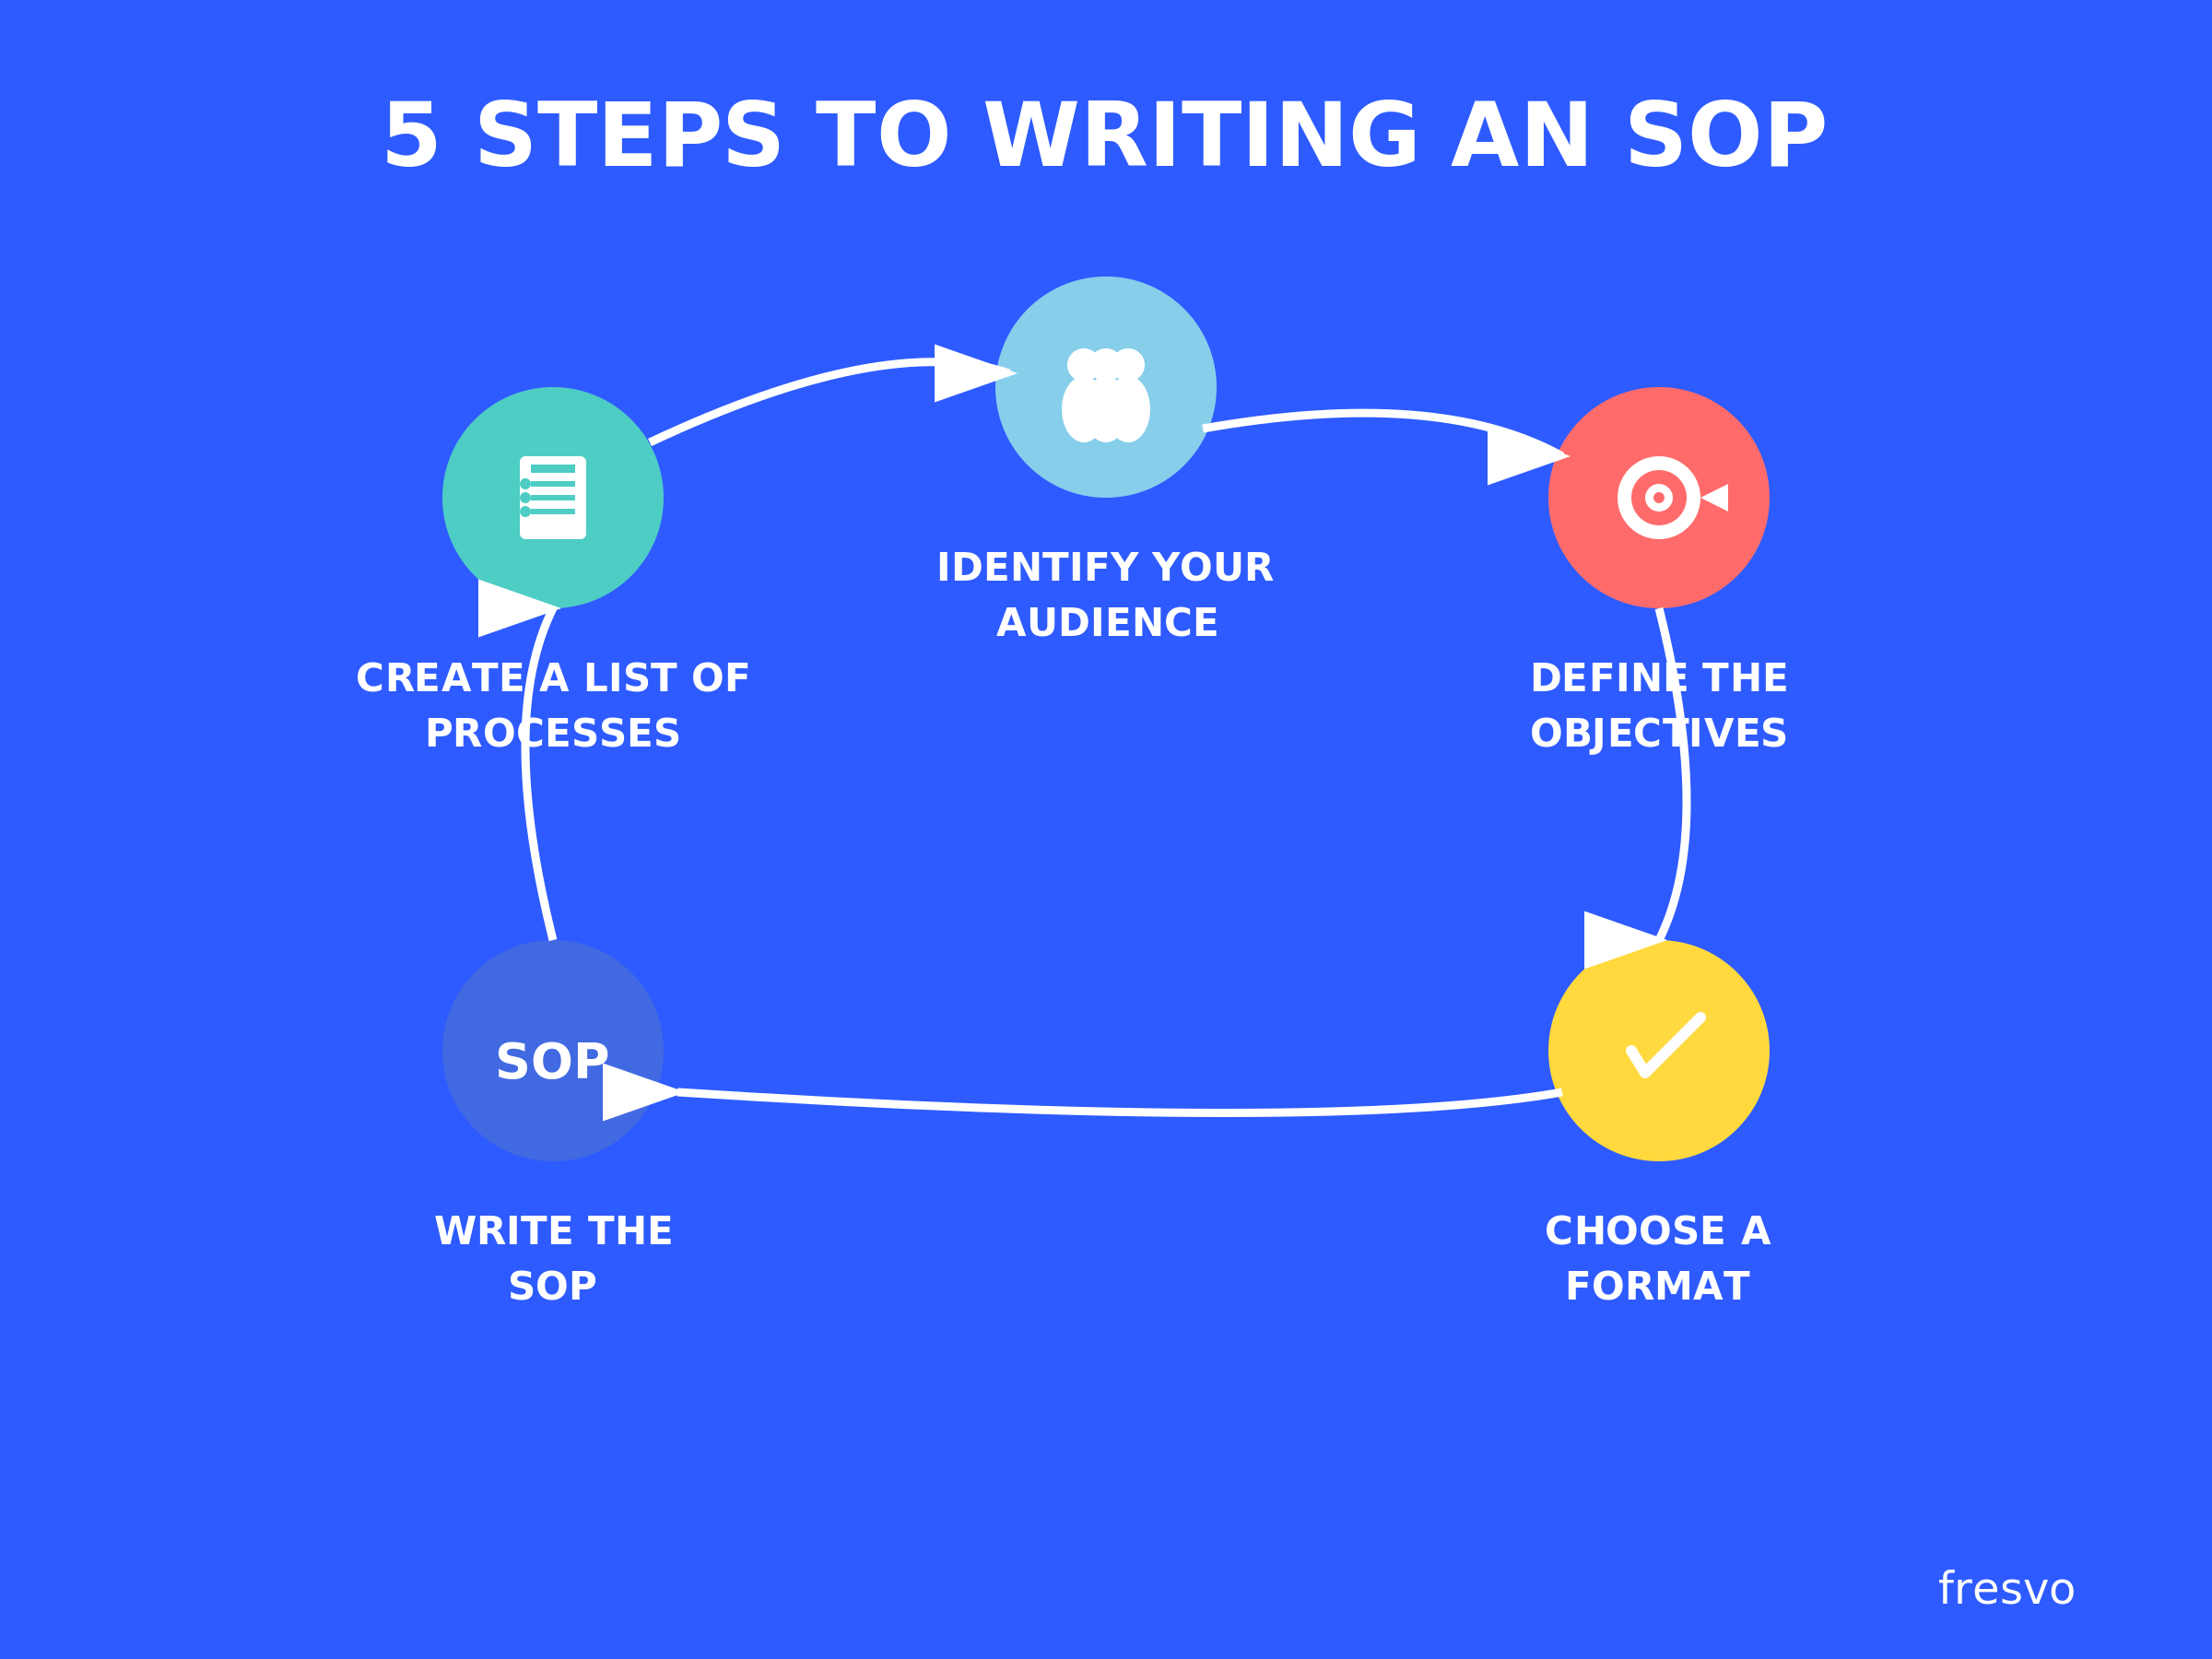 5 STEPS TO WRITING AN SOP
CREATE A LIST OF
PROCESSES
IDENTIFY YOUR
AUDIENCE
DEFINE THE
OBJECTIVES
CHOOSE A
FORMAT
SOP
WRITE THE
SOP
fresvo